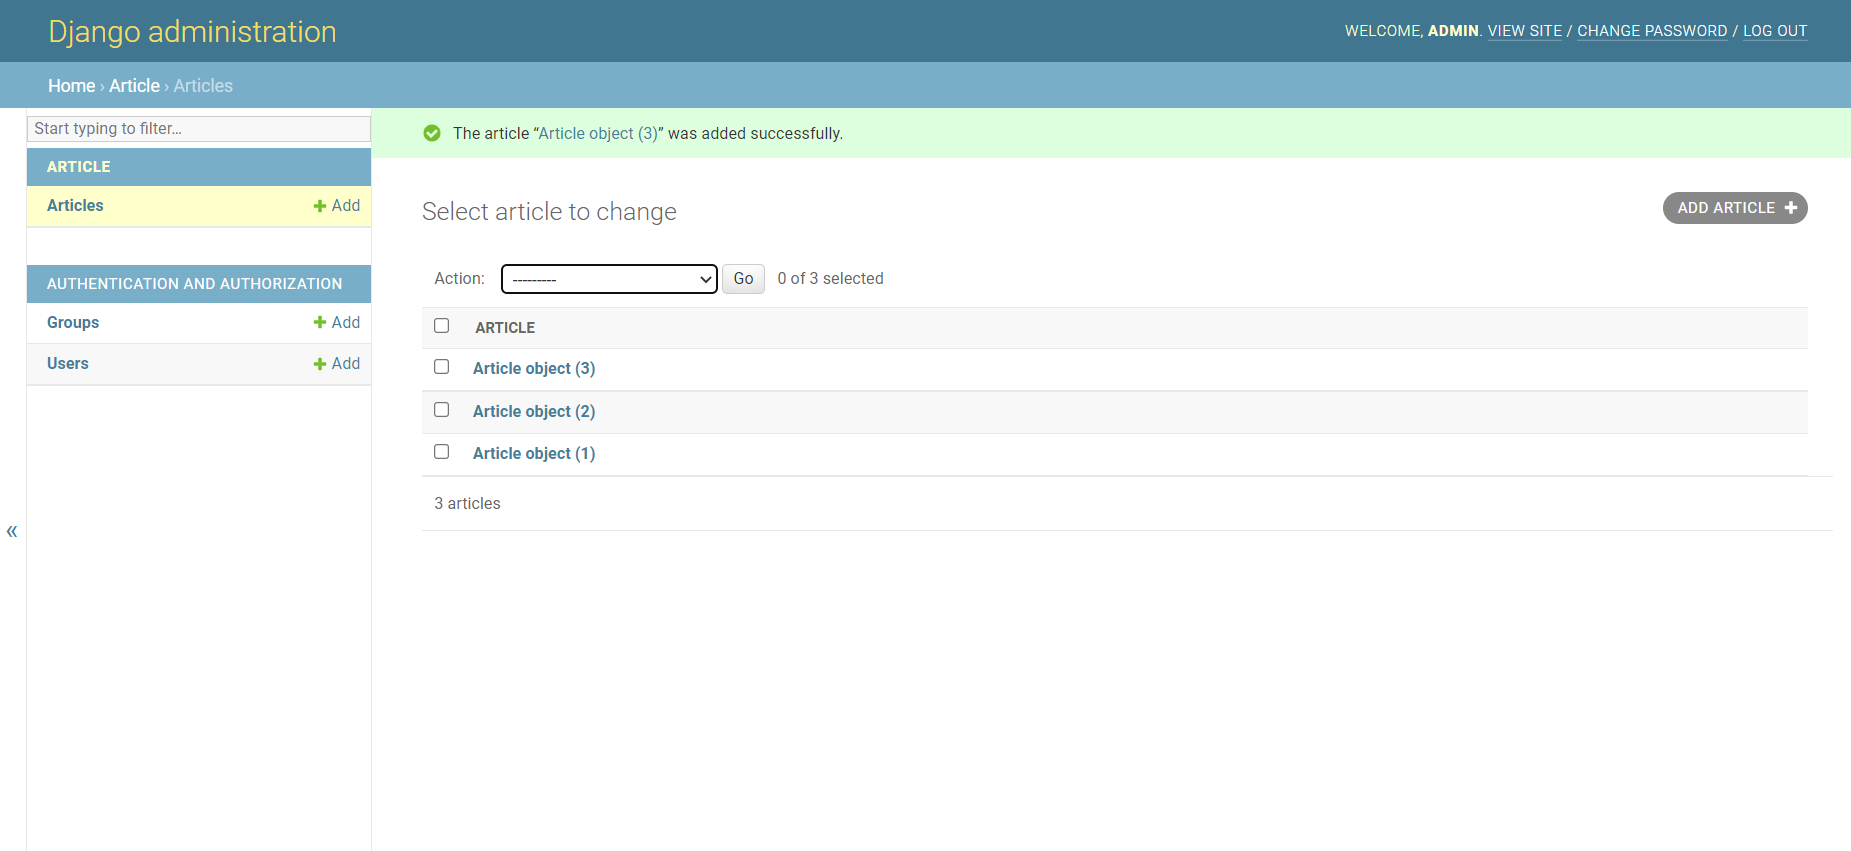 Django administration
WELCOME, ADMIN. VIEW SITE / CHANGE PASSWORD / LOG OUT
Home › Article › Articles
Start typing to filter...
ARTICLE
Articles + Add
AUTHENTICATION AND AUTHORIZATION
Groups + Add
Users + Add
«
The article “Article object (3)” was added successfully.
Select article to change
ADD ARTICLE +
Action: --------- Go 0 of 3 selected
ARTICLE
Article object (3)
Article object (2)
Article object (1)
3 articles